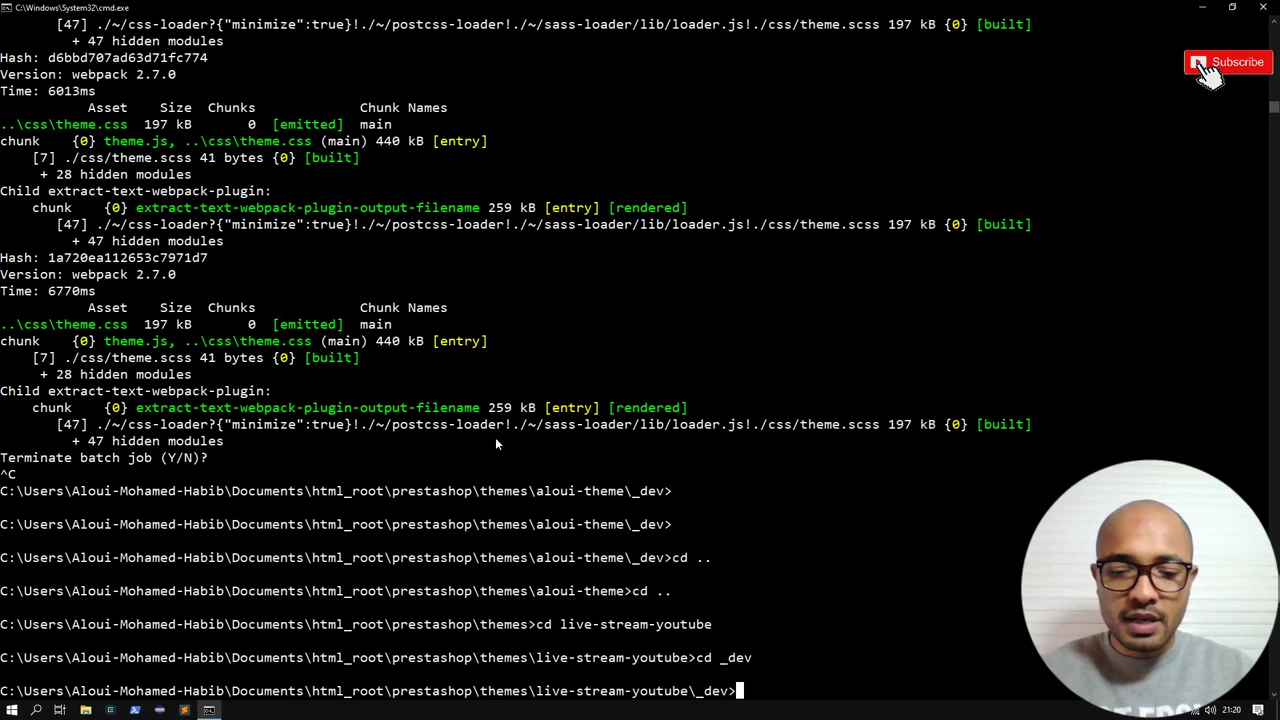 C:\Windows\System32\cmd.exe
[47] ./~/css-loader?{"minimize":true}!./~/postcss-loader!./~/sass-loader/lib/loader.js!./css/theme.scss 197 kB {0} [built]
+ 47 hidden modules
Hash: d6bbd707ad63d71fc774
Version: webpack 2.7.0
Time: 6013ms
Asset Size Chunks Chunk Names
..\css\theme.css 197 kB 0 [emitted] main
chunk {0} theme.js, ..\css\theme.css (main) 440 kB [entry]
[7] ./css/theme.scss 41 bytes {0} [built]
+ 28 hidden modules
Child extract-text-webpack-plugin:
chunk {0} extract-text-webpack-plugin-output-filename 259 kB [entry] [rendered]
[47] ./~/css-loader?{"minimize":true}!./~/postcss-loader!./~/sass-loader/lib/loader.js!./css/theme.scss 197 kB {0} [built]
+ 47 hidden modules
Hash: 1a720ea112653c7971d7
Version: webpack 2.7.0
Time: 6770ms
Asset Size Chunks Chunk Names
..\css\theme.css 197 kB 0 [emitted] main
chunk {0} theme.js, ..\css\theme.css (main) 440 kB [entry]
[7] ./css/theme.scss 41 bytes {0} [built]
+ 28 hidden modules
Child extract-text-webpack-plugin:
chunk {0} extract-text-webpack-plugin-output-filename 259 kB [entry] [rendered]
[47] ./~/css-loader?{"minimize":true}!./~/postcss-loader!./~/sass-loader/lib/loader.js!./css/theme.scss 197 kB {0} [built]
+ 47 hidden modules
Terminate batch job (Y/N)?
^C
C:\Users\Aloui-Mohamed-Habib\Documents\html_root\prestashop\themes\aloui-theme\_dev>
C:\Users\Aloui-Mohamed-Habib\Documents\html_root\prestashop\themes\aloui-theme\_dev>
C:\Users\Aloui-Mohamed-Habib\Documents\html_root\prestashop\themes\aloui-theme\_dev>cd ..
C:\Users\Aloui-Mohamed-Habib\Documents\html_root\prestashop\themes\aloui-theme>cd ..
C:\Users\Aloui-Mohamed-Habib\Documents\html_root\prestashop\themes>cd live-stream-youtube
C:\Users\Aloui-Mohamed-Habib\Documents\html_root\prestashop\themes\live-stream-youtube>cd _dev
C:\Users\Aloui-Mohamed-Habib\Documents\html_root\prestashop\themes\live-stream-youtube\_dev>
Subscribe
21:20